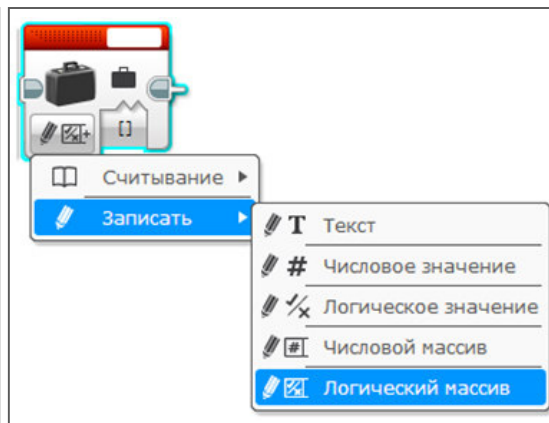 []
Считывание
Записать
T Текст
# Числовое значение
Логическое значение
# Числовой массив
Логический массив